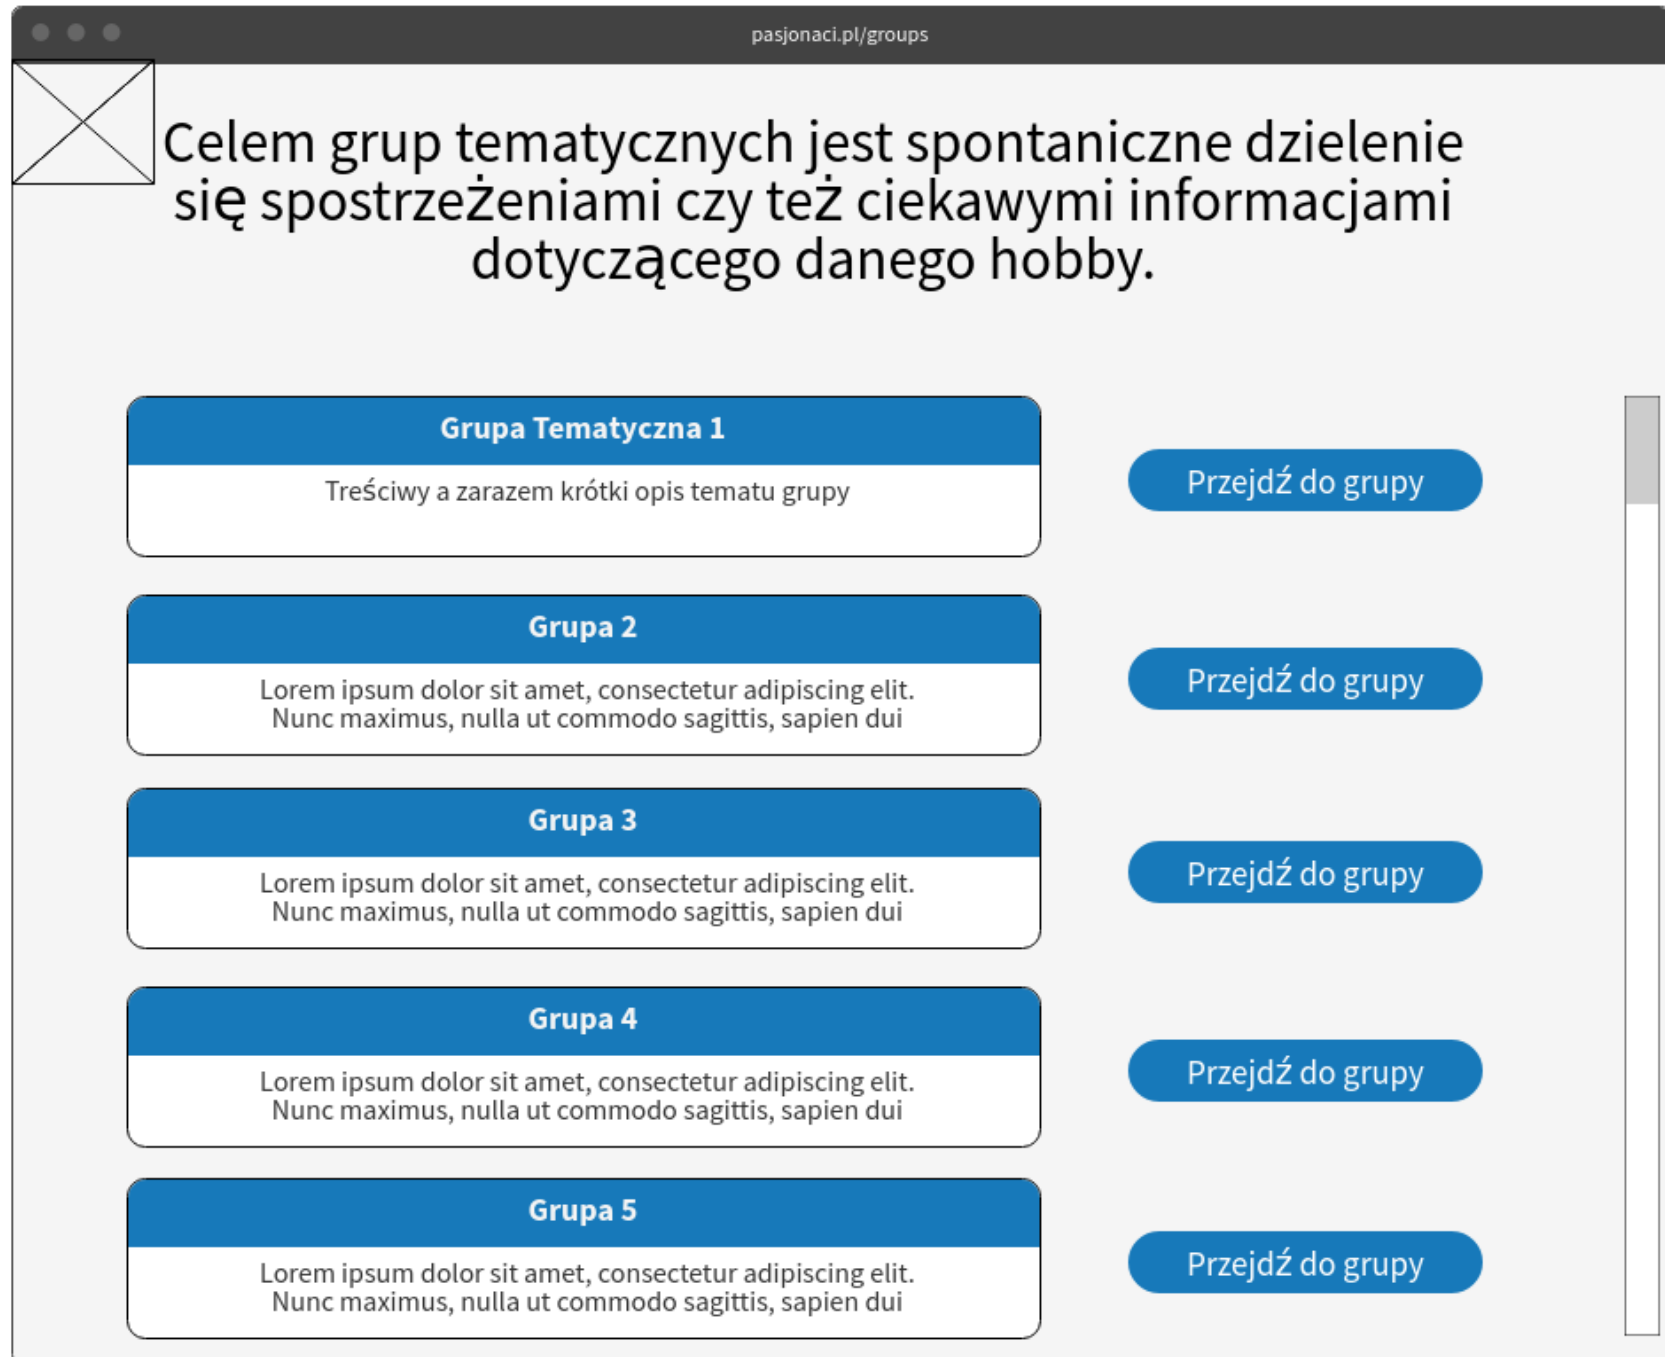 pasjonaci.pl/groups
Celem grup tematycznych jest spontaniczne dzielenie
się spostrzeżeniami czy też ciekawymi informacjami
dotyczącego danego hobby.
Grupa Tematyczna 1
Treściwy a zarazem krótki opis tematu grupy
Przejdź do grupy
Grupa 2
Lorem ipsum dolor sit amet, consectetur adipiscing elit.
Nunc maximus, nulla ut commodo sagittis, sapien dui
Przejdź do grupy
Grupa 3
Lorem ipsum dolor sit amet, consectetur adipiscing elit.
Nunc maximus, nulla ut commodo sagittis, sapien dui
Przejdź do grupy
Grupa 4
Lorem ipsum dolor sit amet, consectetur adipiscing elit.
Nunc maximus, nulla ut commodo sagittis, sapien dui
Przejdź do grupy
Grupa 5
Lorem ipsum dolor sit amet, consectetur adipiscing elit.
Nunc maximus, nulla ut commodo sagittis, sapien dui
Przejdź do grupy